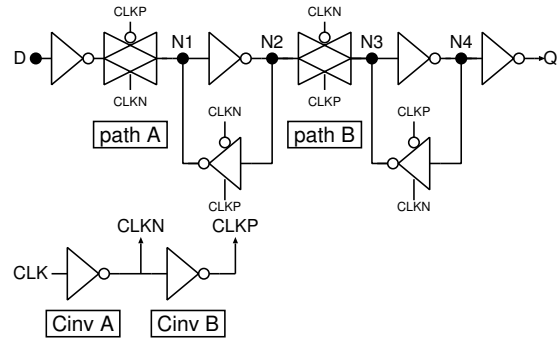 CLKP
CLKN
D
N1
N2
N3
N4
Q
CLKN
CLKP
path A
CLKN
path B
CLKP
CLKP
CLKN
CLKN
CLKP
CLK
Cinv A
Cinv B